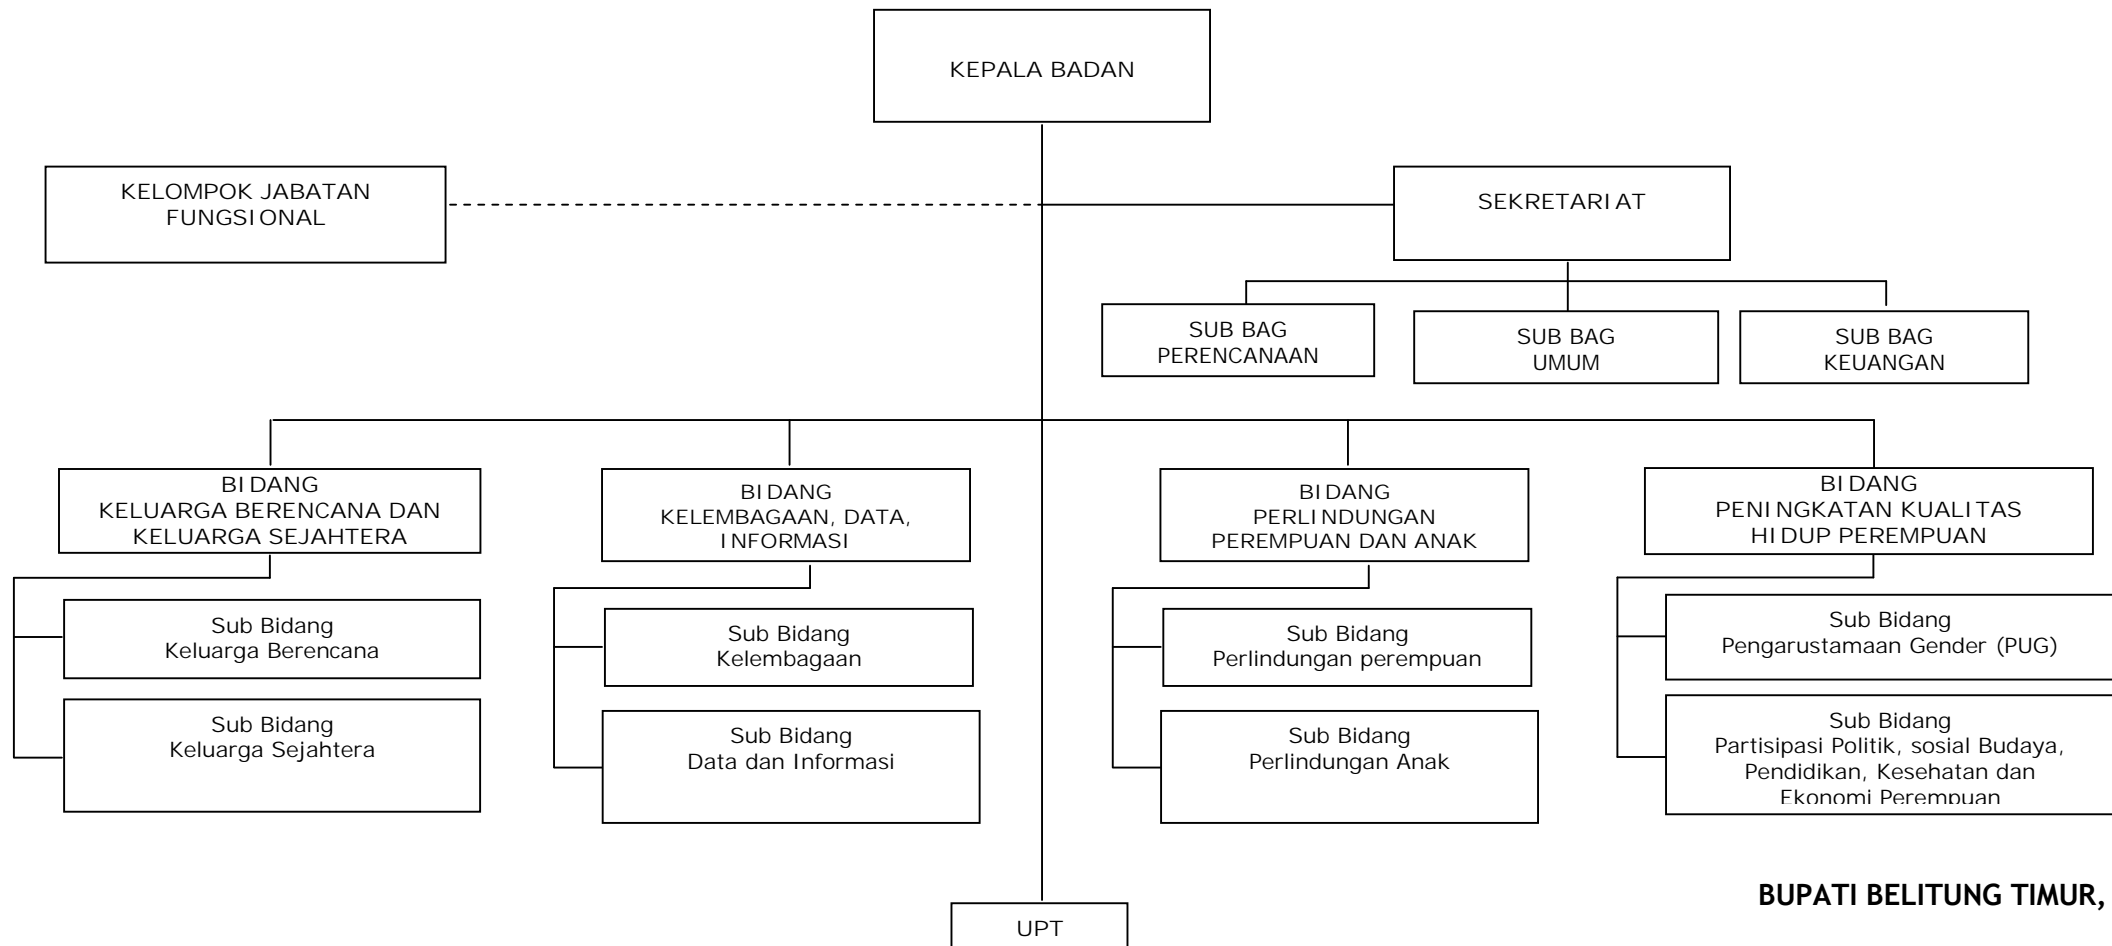 KEPALA BADAN
KELOMPOK JABATAN
FUNGSIONAL
SEKRETARIAT
SUB BAG
PERENCANAAN
SUB BAG
UMUM
SUB BAG
KEUANGAN
BIDANG
KELUARGA BERENCANA DAN
KELUARGA SEJAHTERA
BIDANG
KELEMBAGAAN, DATA,
INFORMASI
BIDANG
PERLINDUNGAN
PEREMPUAN DAN ANAK
BIDANG
PENINGKATAN KUALITAS
HIDUP PEREMPUAN
Sub Bidang
Keluarga Berencana
Sub Bidang
Kelembagaan
Sub Bidang
Perlindungan perempuan
Sub Bidang
Pengarustamaan Gender (PUG)
Sub Bidang
Keluarga Sejahtera
Sub Bidang
Data dan Informasi
Sub Bidang
Perlindungan Anak
Sub Bidang
Partisipasi Politik, sosial Budaya,
Pendidikan, Kesehatan dan
Ekonomi Perempuan
BUPATI BELITUNG TIMUR,
UPT